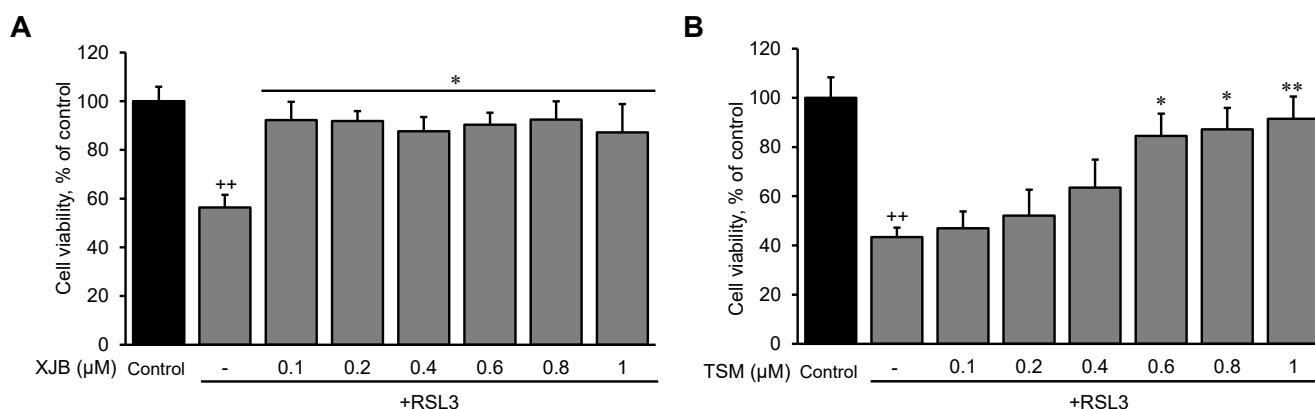 A
Cell viability, % of control
120
100
80
60
40
20
0
++
*
XJB (μM) Control - 0.1 0.2 0.4 0.6 0.8 1
+RSL3
B
Cell viability, % of control
120
100
80
60
40
20
0
++
* * **
TSM (μM) Control - 0.1 0.2 0.4 0.6 0.8 1
+RSL3